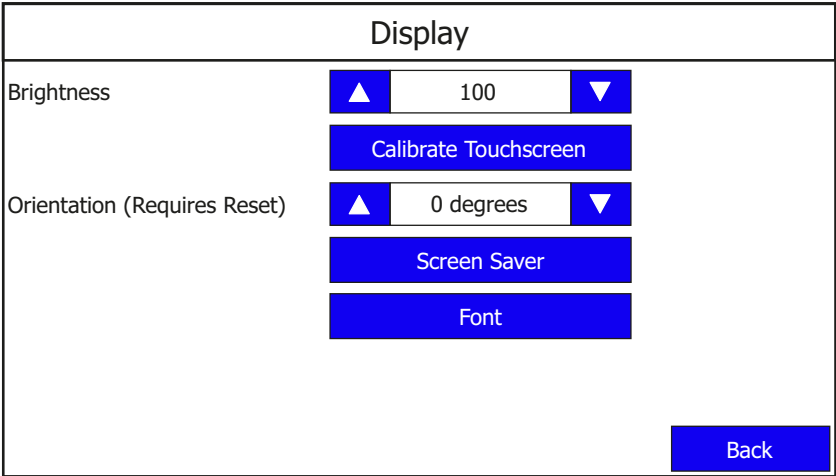 Display
Brightness
100
Calibrate Touchscreen
Orientation (Requires Reset)
0 degrees
Screen Saver
Font
Back